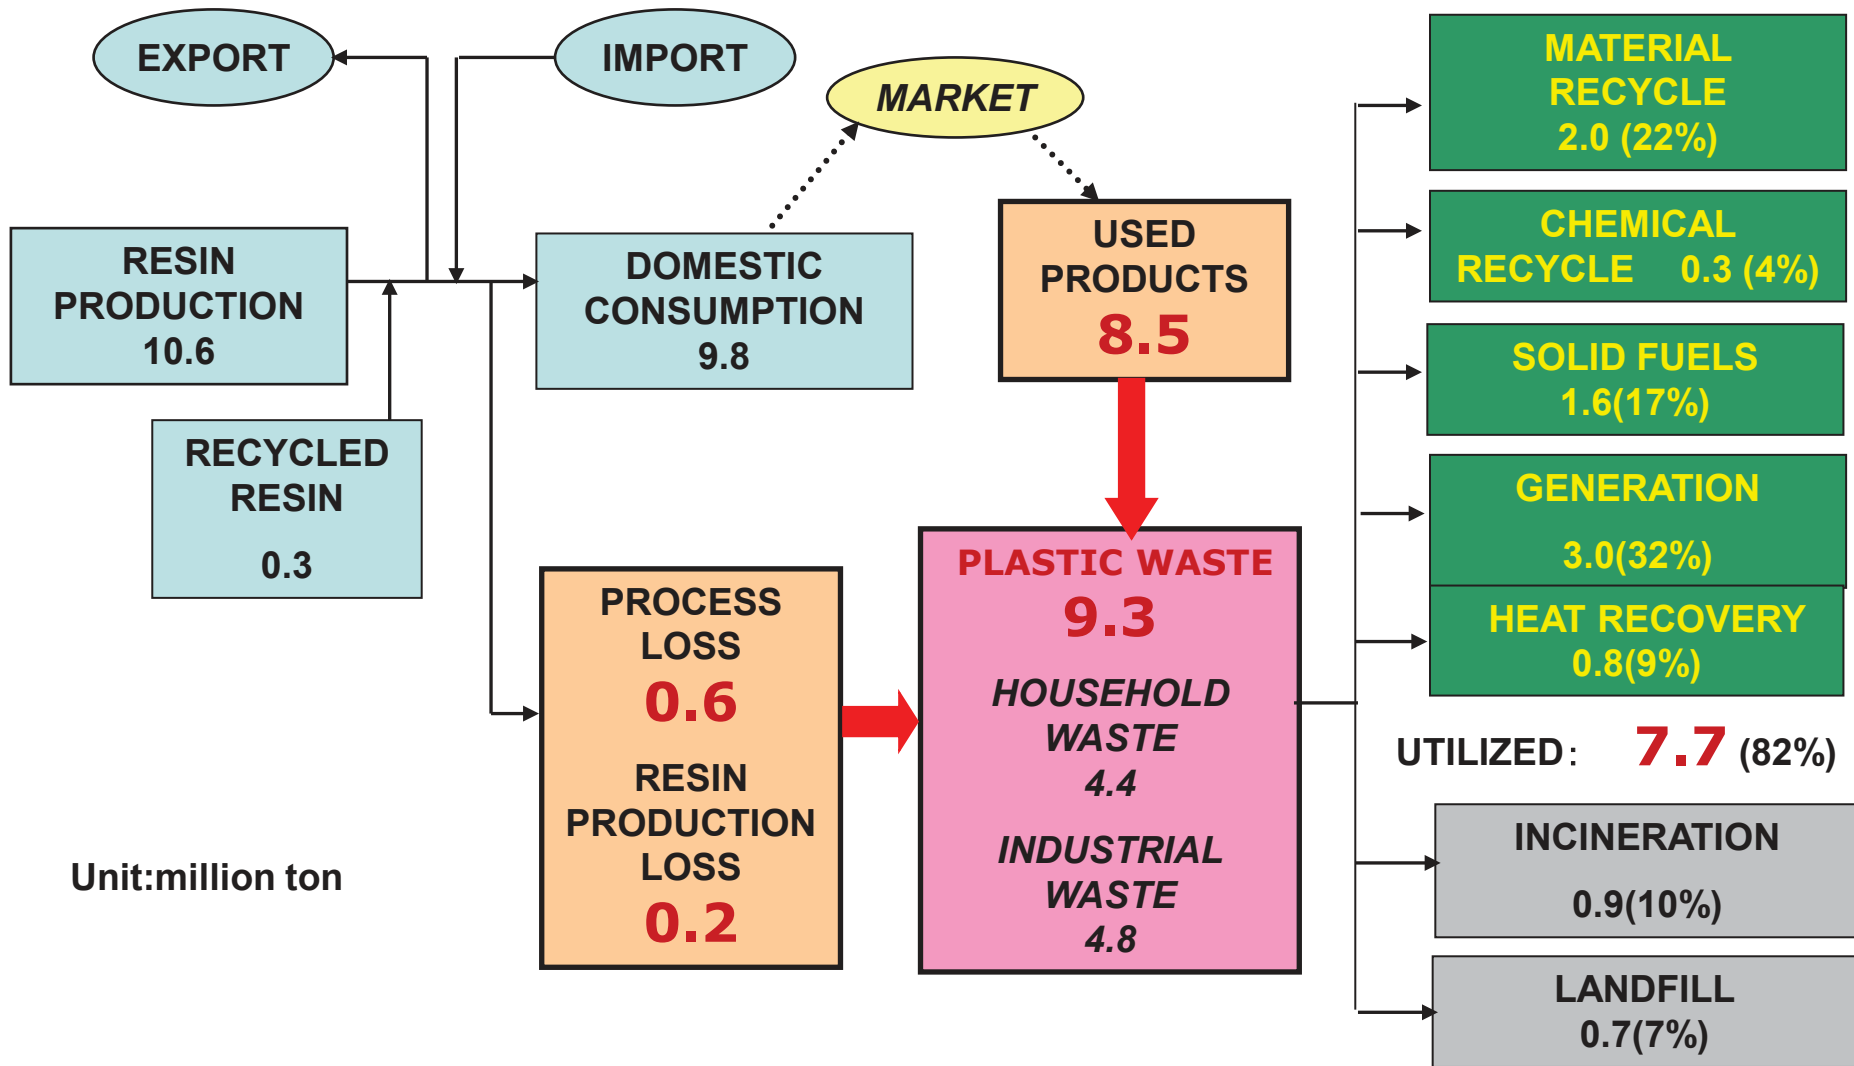 EXPORT
IMPORT
MARKET
RESIN
PRODUCTION
10.6
RECYCLED
RESIN
0.3
DOMESTIC
CONSUMPTION
9.8
USED
PRODUCTS
8.5
PROCESS
LOSS
0.6
RESIN
PRODUCTION
LOSS
0.2
PLASTIC WASTE
9.3
HOUSEHOLD
WASTE
4.4
INDUSTRIAL
WASTE
4.8
MATERIAL
RECYCLE
2.0 (22%)
CHEMICAL
RECYCLE 0.3 (4%)
SOLID FUELS
1.6(17%)
GENERATION
3.0(32%)
HEAT RECOVERY
0.8(9%)
UTILIZED: 7.7 (82%)
INCINERATION
0.9(10%)
LANDFILL
0.7(7%)
Unit:million ton